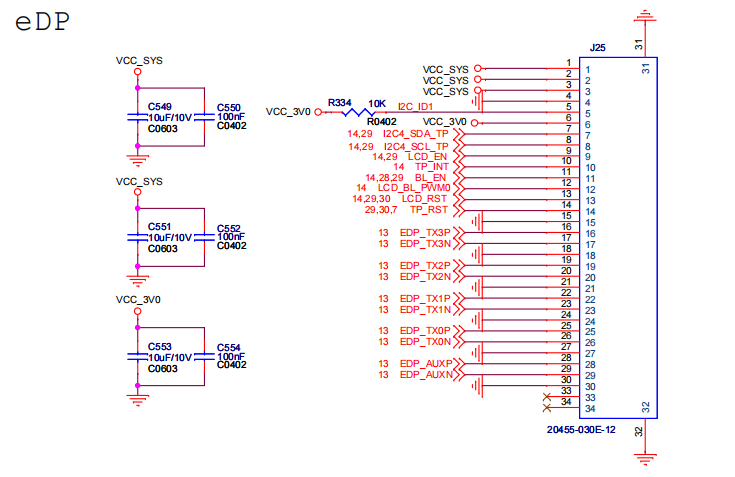 eDP
VCC_SYS
C549
10uF/10V
C0603
C550
100nF
C0402
VCC_SYS
C551
10uF/10V
C0603
C552
100nF
C0402
VCC_3V0
C553
10uF/10V
C0603
C554
100nF
C0402
J25
31 31
VCC_SYS 1 1
VCC_SYS 2 2
VCC_SYS 3 3
4 4
VCC_3V0 R334 10K R0402 I2C_ID1 5 5
VCC_3V0 6 6
14,29 I2C4_SDA_TP 7 7
14,29 I2C4_SCL_TP 8 8
14,29 LCD_EN 9 9
14 TP_INT 10 10
14,28,29 BL_EN 11 11
14 LCD_BL_PWM0 12 12
14,29,30 LCD_RST 13 13
29,30,7 TP_RST 14 14
15 15
13 EDP_TX3P 16 16
13 EDP_TX3N 17 17
18 18
13 EDP_TX2P 19 19
13 EDP_TX2N 20 20
21 21
13 EDP_TX1P 22 22
13 EDP_TX1N 23 23
24 24
13 EDP_TX0P 25 25
13 EDP_TX0N 26 26
27 27
13 EDP_AUXP 28 28
13 EDP_AUXN 29 29
30 30
33 33
34 34
32 32
20455-030E-12